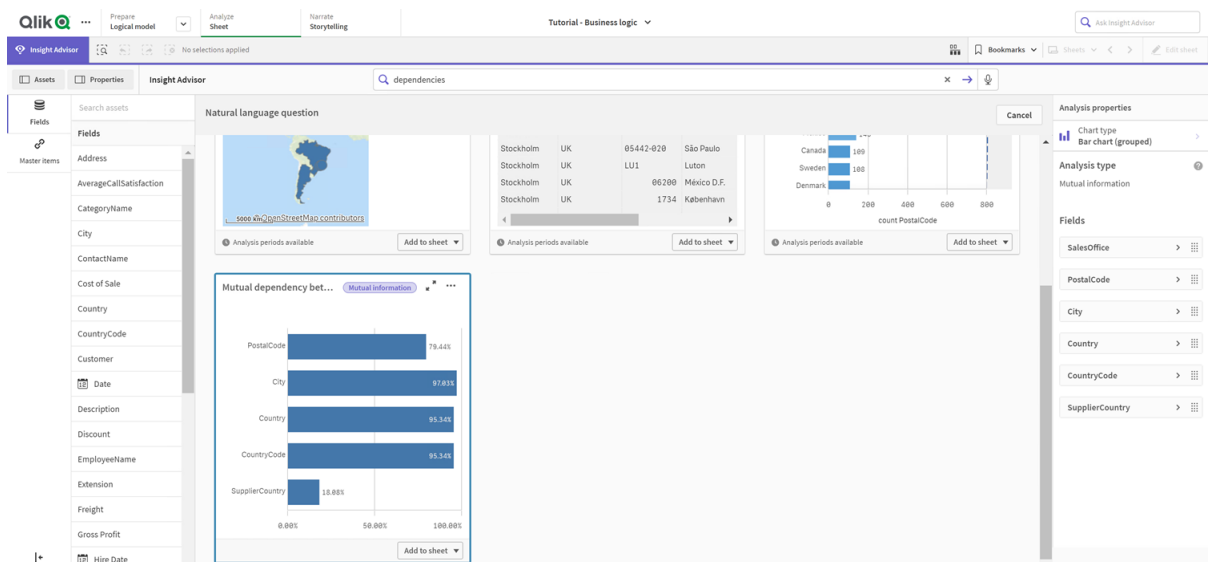 Qlik
Prepare
Logical model
Analyze
Sheet
Narrate
Storytelling
Tutorial - Business logic
Ask Insight Advisor
Insight Advisor
No selections applied
Bookmarks
Sheets
Edit sheet
Assets
Properties
Insight Advisor
dependencies
Fields
Master items
Search assets
Fields
Address
AverageCallSatisfaction
CategoryName
City
ContactName
Cost of Sale
Country
CountryCode
Customer
Date
Description
Discount
EmployeeName
Extension
Freight
Gross Profit
Hire Date
Natural language question
Cancel
5000 km
OpenStreetMap contributors
Analysis periods available
Add to sheet
Stockholm UK 05442-020 São Paulo
Stockholm UK LU1 Luton
Stockholm UK 06200 México D.F.
Stockholm UK 1734 København
Analysis periods available
Add to sheet
Canada 109
Sweden 108
Denmark
0 200 400 600 800
count PostalCode
Analysis periods available
Add to sheet
Mutual dependency bet...
Mutual information
PostalCode 79.44%
City 97.03%
Country 95.34%
CountryCode 95.34%
SupplierCountry 18.08%
0.00% 50.00% 100.00%
Add to sheet
Analysis properties
Chart type
Bar chart (grouped)
Analysis type
Mutual information
Fields
SalesOffice
PostalCode
City
Country
CountryCode
SupplierCountry